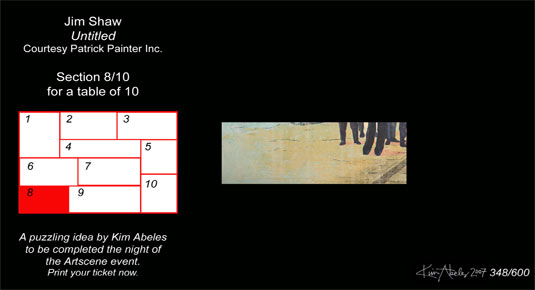 Jim Shaw
Untitled
Courtesy Patrick Painter Inc.
Section 8/10
for a table of 10
1
2
3
4
5
6
7
8
9
10
A puzzling idea by Kim Abeles
to be completed the night of
the Artscene event.
Print your ticket now.
Kim Abeles 2007 348/600